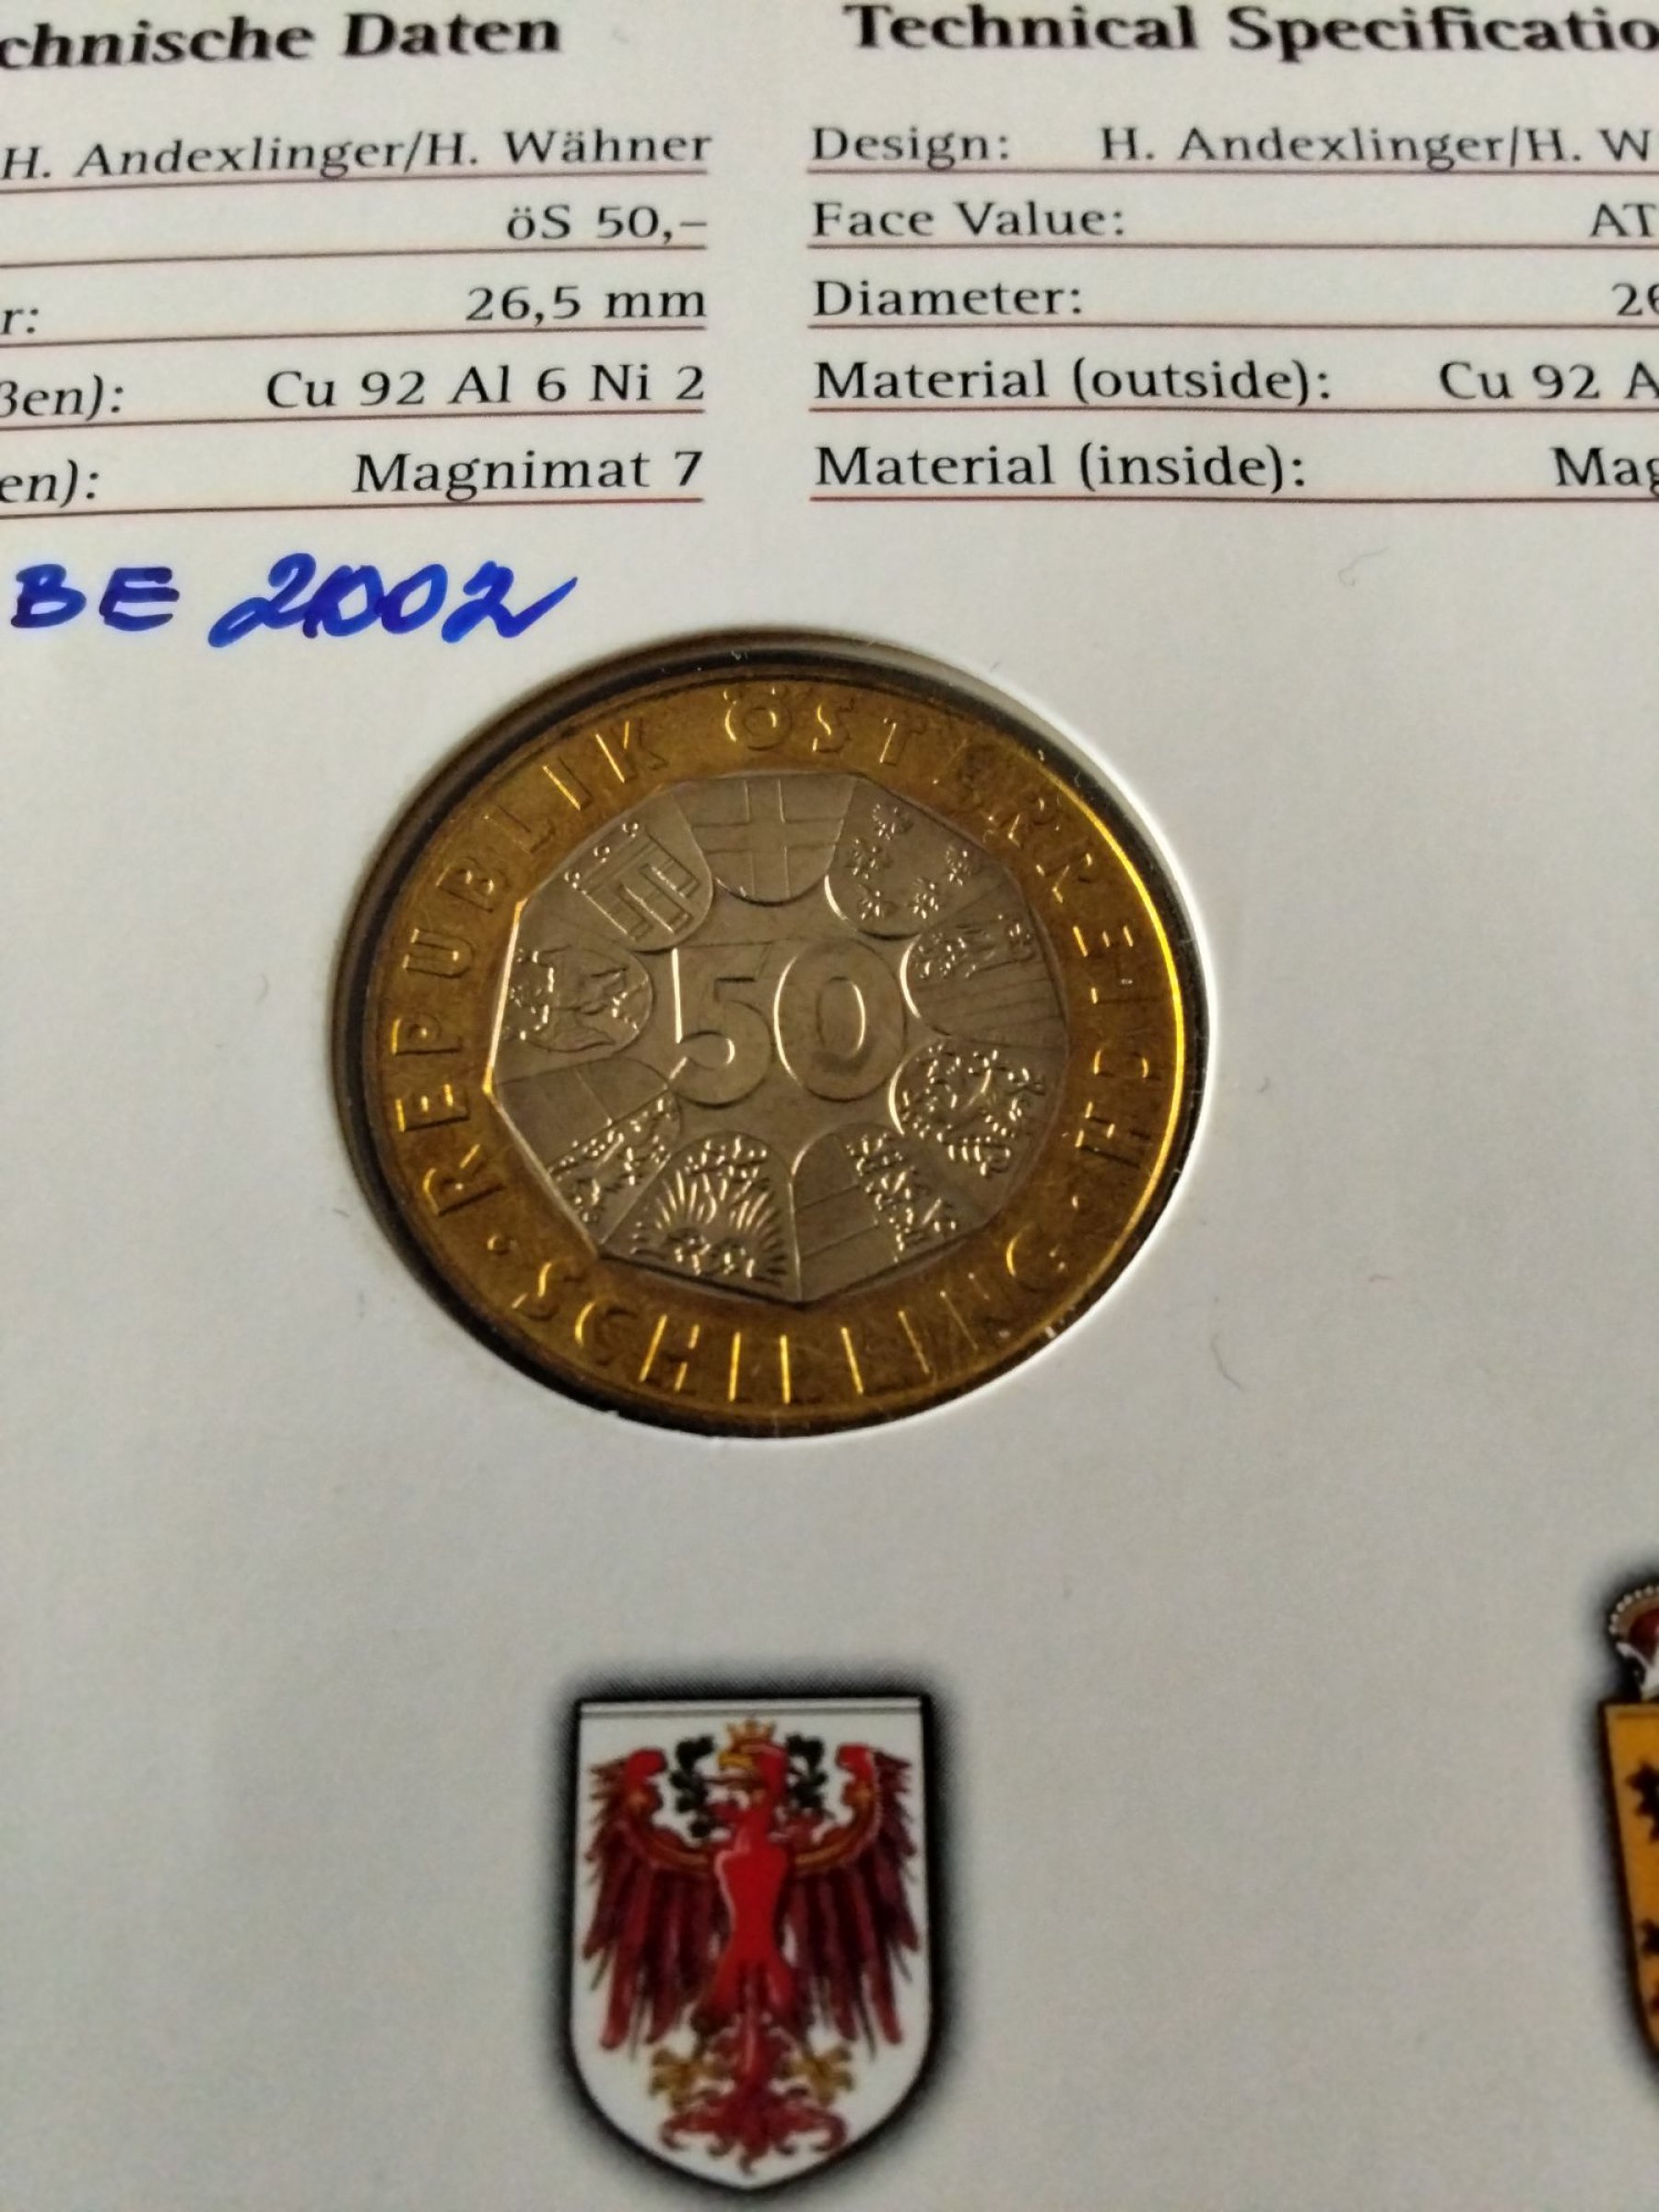 chnische Daten
H. Andexlinger/H. Wähner
öS 50,–
r: 26,5 mm
ßen): Cu 92 Al 6 Ni 2
en): Magnimat 7
Technical Specificatio
Design: H. Andexlinger/H. W
Face Value: AT
Diameter: 26
Material (outside): Cu 92 A
Material (inside): Mag
BE 2002
REPUBLIK ÖSTERREICH
50
· SCHILLING ·